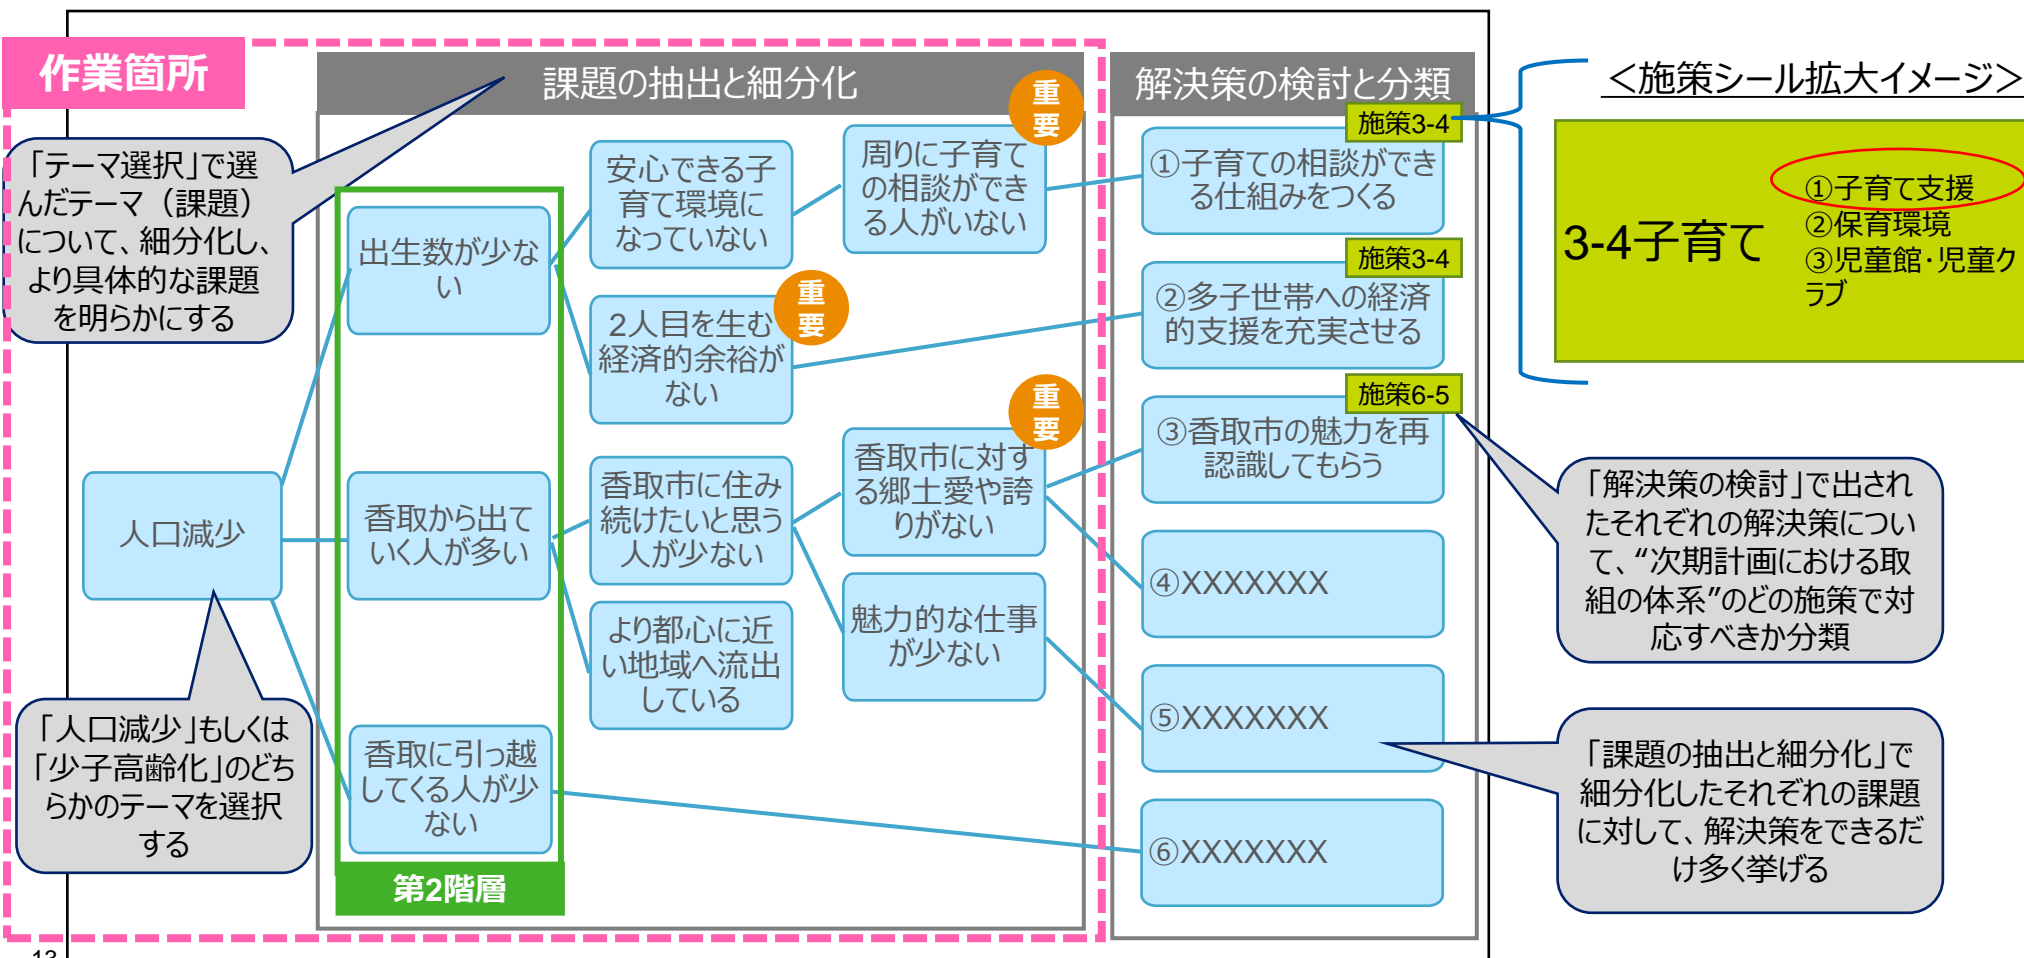 作業箇所
課題の抽出と細分化
解決策の検討と分類
＜施策シール拡大イメージ＞
「テーマ選択」で選
んだテーマ（課題）
について、細分化し、
より具体的な課題
を明らかにする
人口減少
「人口減少」もしくは
「少子高齢化」のどち
らかのテーマを選択
する
出生数が少な
い
香取から出て
いく人が多い
香取に引っ越
してくる人が少
ない
第2階層
安心できる子
育て環境に
なっていない
2人目を生む
経済的余裕が
ない
重
要
香取市に住み
続けたいと思う
人が少ない
より都心に近
い地域へ流出
している
周りに子育て
の相談ができ
る人がいない
重
要
香取市に対す
る郷土愛や誇
りがない
重
要
魅力的な仕事
が少ない
施策3-4
①子育ての相談ができ
る仕組みをつくる
施策3-4
②多子世帯への経済
的支援を充実させる
施策6-5
③香取市の魅力を再
認識してもらう
④XXXXXXX
⑤XXXXXXX
⑥XXXXXXX
3-4子育て
①子育て支援
②保育環境
③児童館・児童ク
ラブ
「解決策の検討」で出され
たそれぞれの解決策につい
て、“次期計画における取
組の体系”のどの施策で対
応すべきか分類
「課題の抽出と細分化」で
細分化したそれぞれの課題
に対して、解決策をできるだ
け多く挙げる